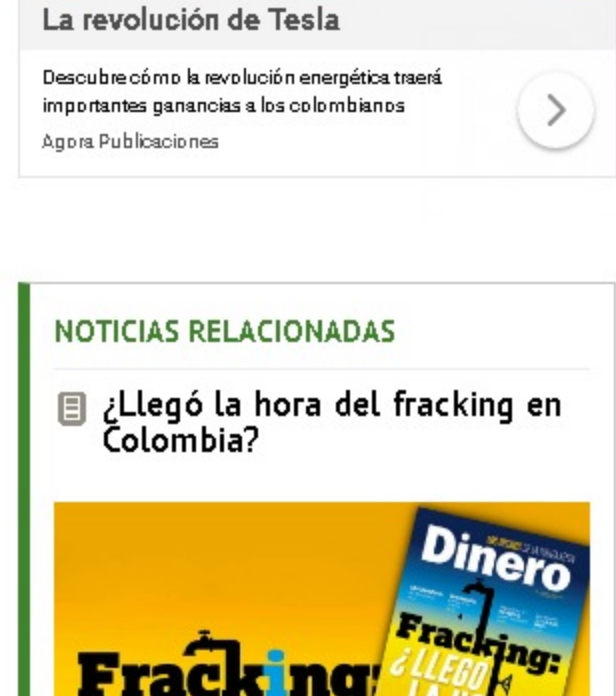 La revolución de Tesla
Descubre cómo la revolución energética traerá
importantes ganancias a los colombianos
Agora Publicaciones
NOTICIAS RELACIONADAS
¿Llegó la hora del fracking en
Colombia?
Dinero
Fracking:
¿LLEGÓ
Fracking: